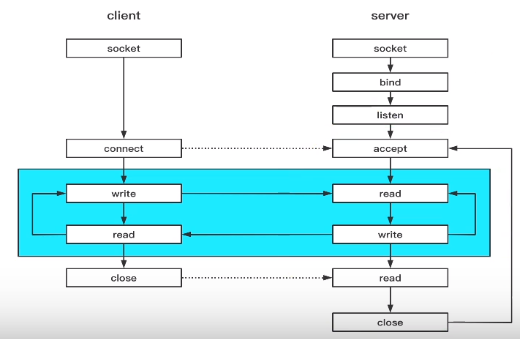 client
server
socket
socket
bind
listen
connect
accept
write
read
read
write
close
read
close